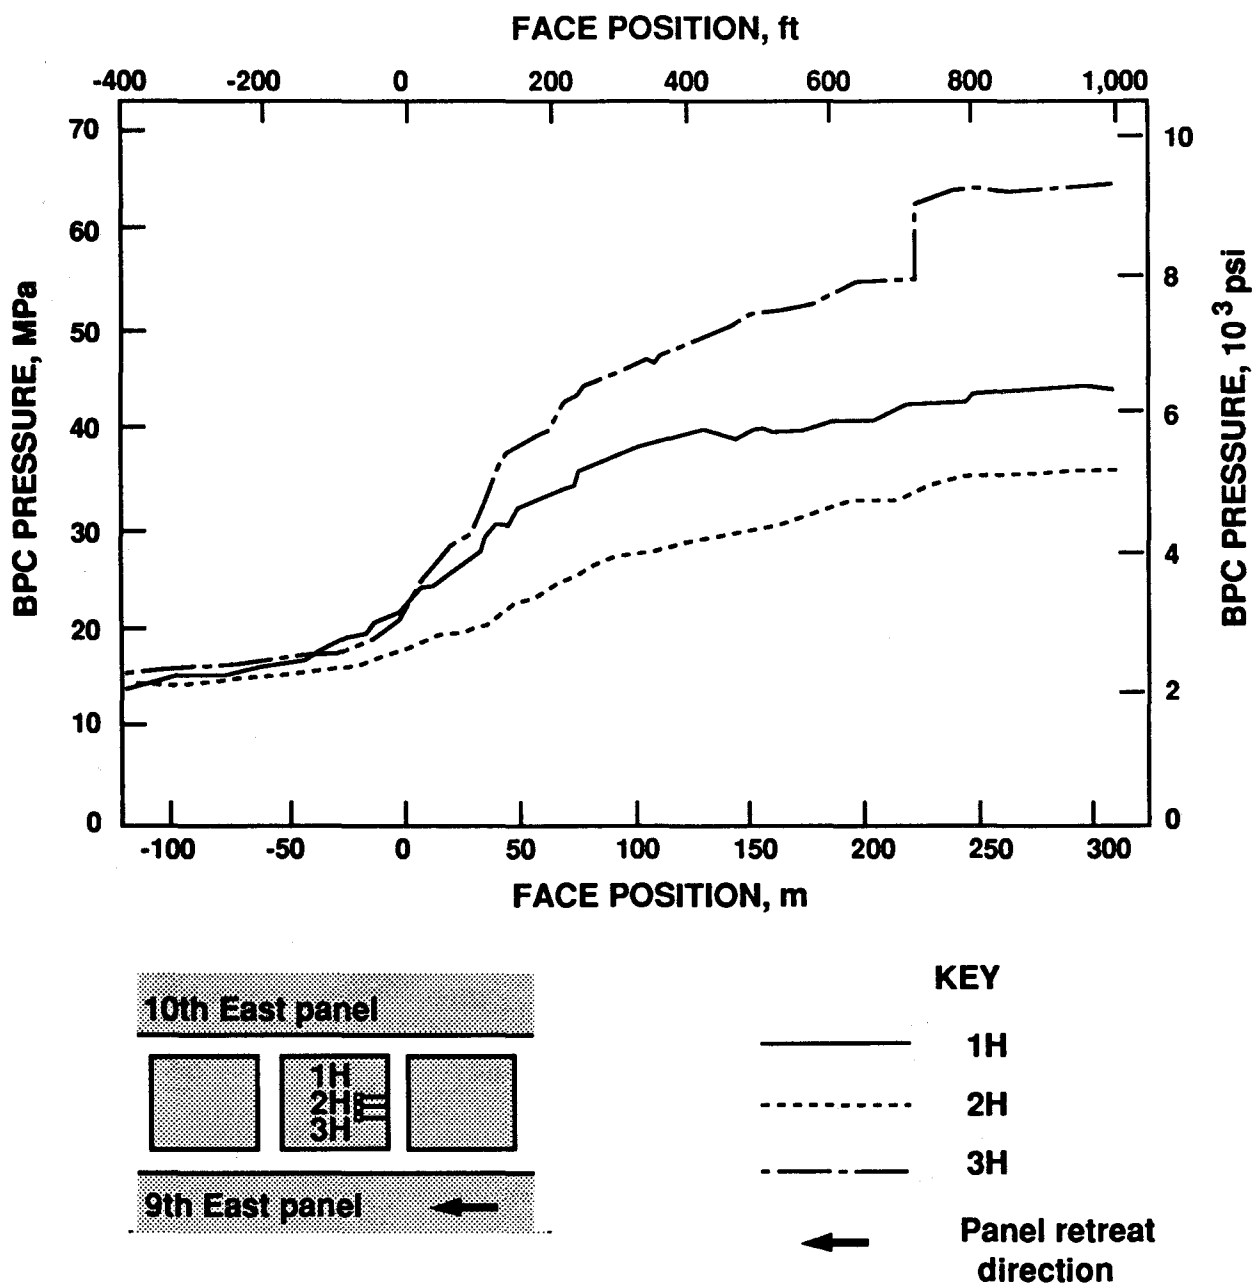 FACE POSITION, ft
-400 -200 0 200 400 600 800 1,000
70
60
50
40
30
20
10
0
BPC PRESSURE, MPa
10
8
6
4
2
0
BPC PRESSURE, 10³ psi
-100 -50 0 50 100 150 200 250 300
FACE POSITION, m
10th East panel
1H
2H
3H
9th East panel
KEY
1H
2H
3H
Panel retreat
direction